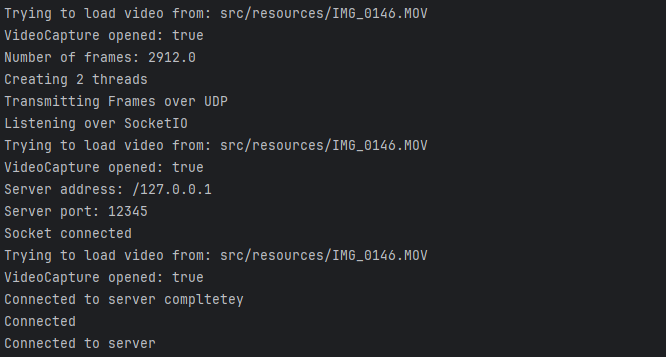 Trying to load video from: src/resources/IMG_0146.MOV
VideoCapture opened: true
Number of frames: 2912.0
Creating 2 threads
Transmitting Frames over UDP
Listening over SocketIO
Trying to load video from: src/resources/IMG_0146.MOV
VideoCapture opened: true
Server address: /127.0.0.1
Server port: 12345
Socket connected
Trying to load video from: src/resources/IMG_0146.MOV
VideoCapture opened: true
Connected to server compltetey
Connected
Connected to server